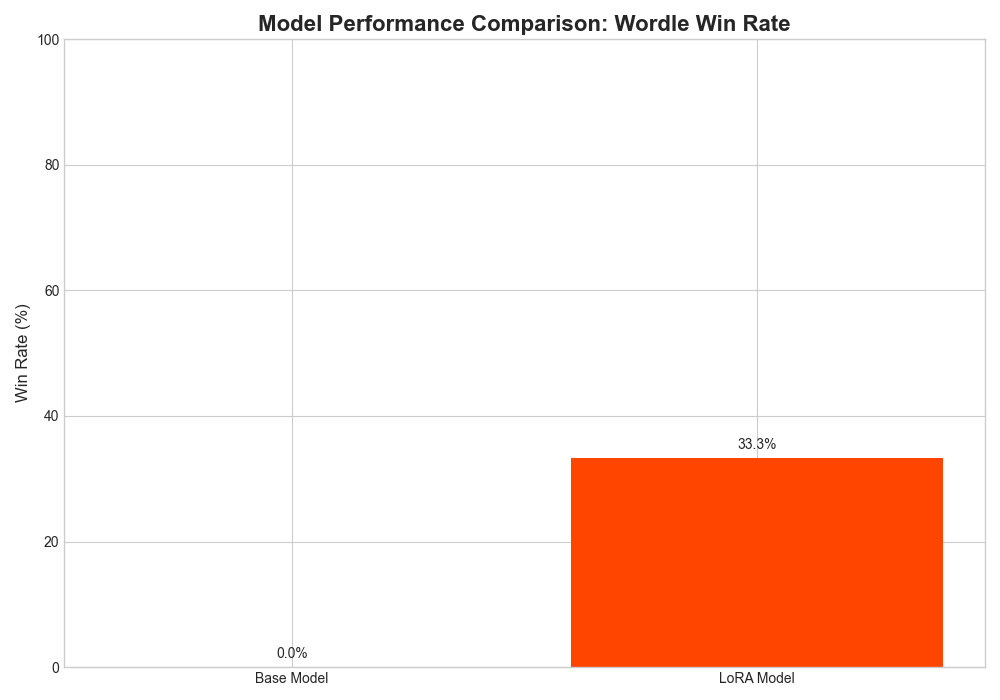 Model Performance Comparison: Wordle Win Rate
100
80
60
40
20
0
Win Rate (%)
0.0%
33.3%
Base Model
LoRA Model